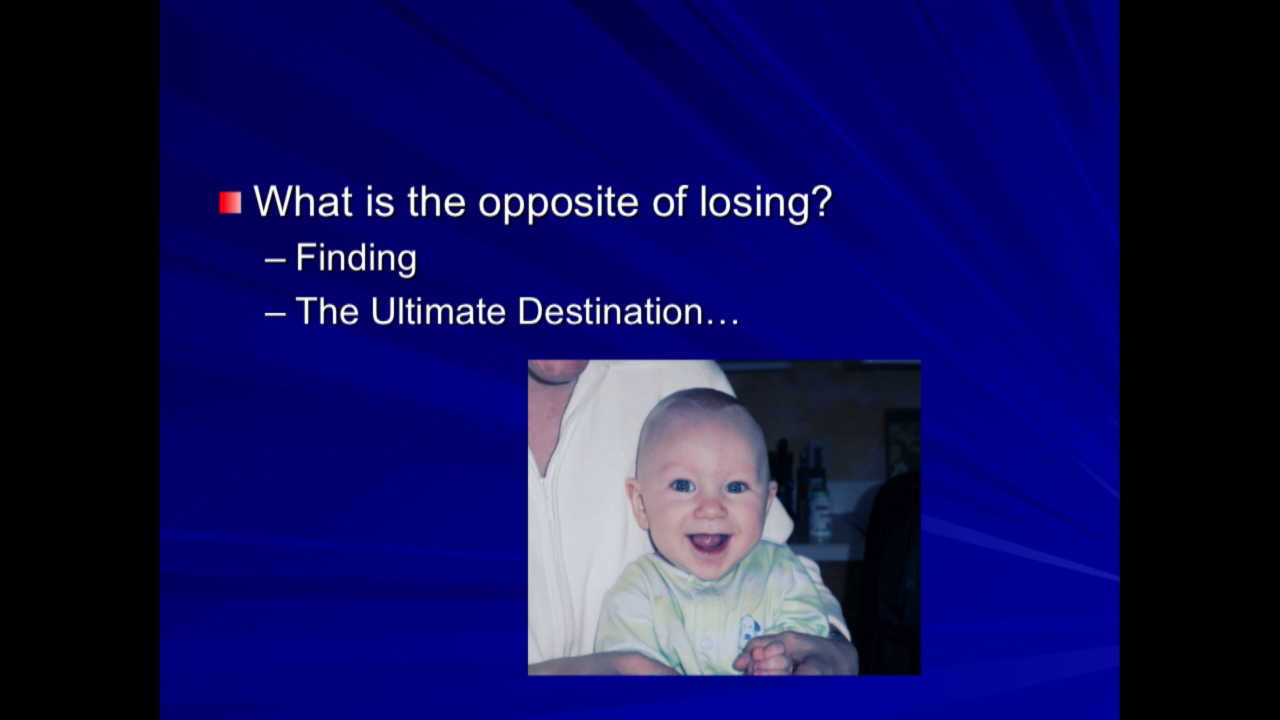 What is the opposite of losing?
– Finding
– The Ultimate Destination…